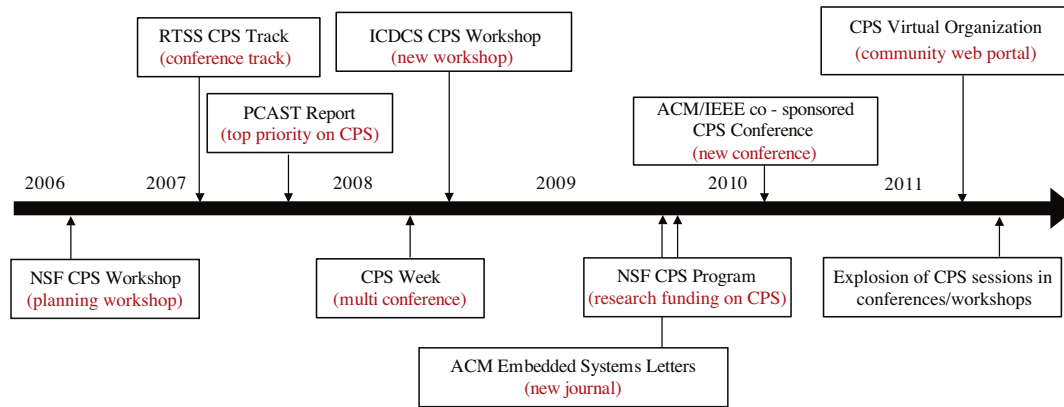 RTSS CPS Track
(conference track)
ICDCS CPS Workshop
(new workshop)
CPS Virtual Organization
(community web portal)
PCAST Report
(top priority on CPS)
ACM/IEEE co - sponsored
CPS Conference
(new conference)
2006
2007
2008
2009
2010
2011
NSF CPS Workshop
(planning workshop)
CPS Week
(multi conference)
NSF CPS Program
(research funding on CPS)
Explosion of CPS sessions in
conferences/workshops
ACM Embedded Systems Letters
(new journal)